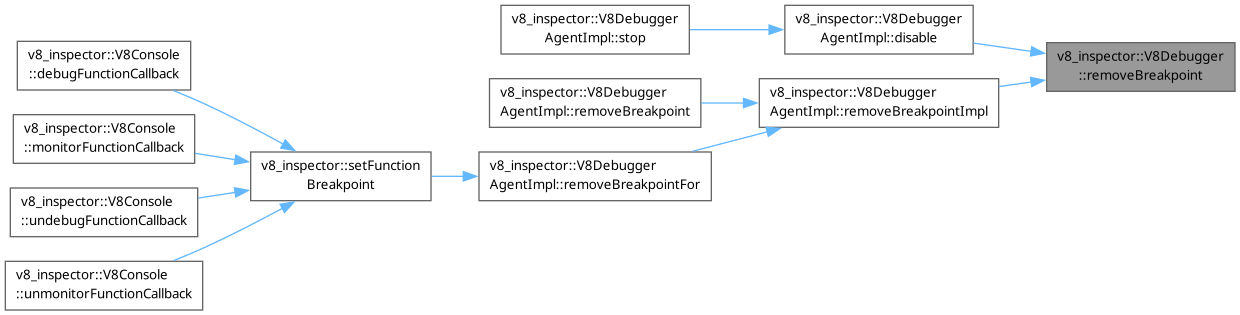 v8_inspector::V8Debugger
AgentImpl::stop
v8_inspector::V8Debugger
AgentImpl::disable
v8_inspector::V8Debugger
::removeBreakpoint
v8_inspector::V8Console
::debugFunctionCallback
v8_inspector::V8Debugger
AgentImpl::removeBreakpoint
v8_inspector::V8Debugger
AgentImpl::removeBreakpointImpl
v8_inspector::V8Console
::monitorFunctionCallback
v8_inspector::setFunction
Breakpoint
v8_inspector::V8Debugger
AgentImpl::removeBreakpointFor
v8_inspector::V8Console
::undebugFunctionCallback
v8_inspector::V8Console
::unmonitorFunctionCallback